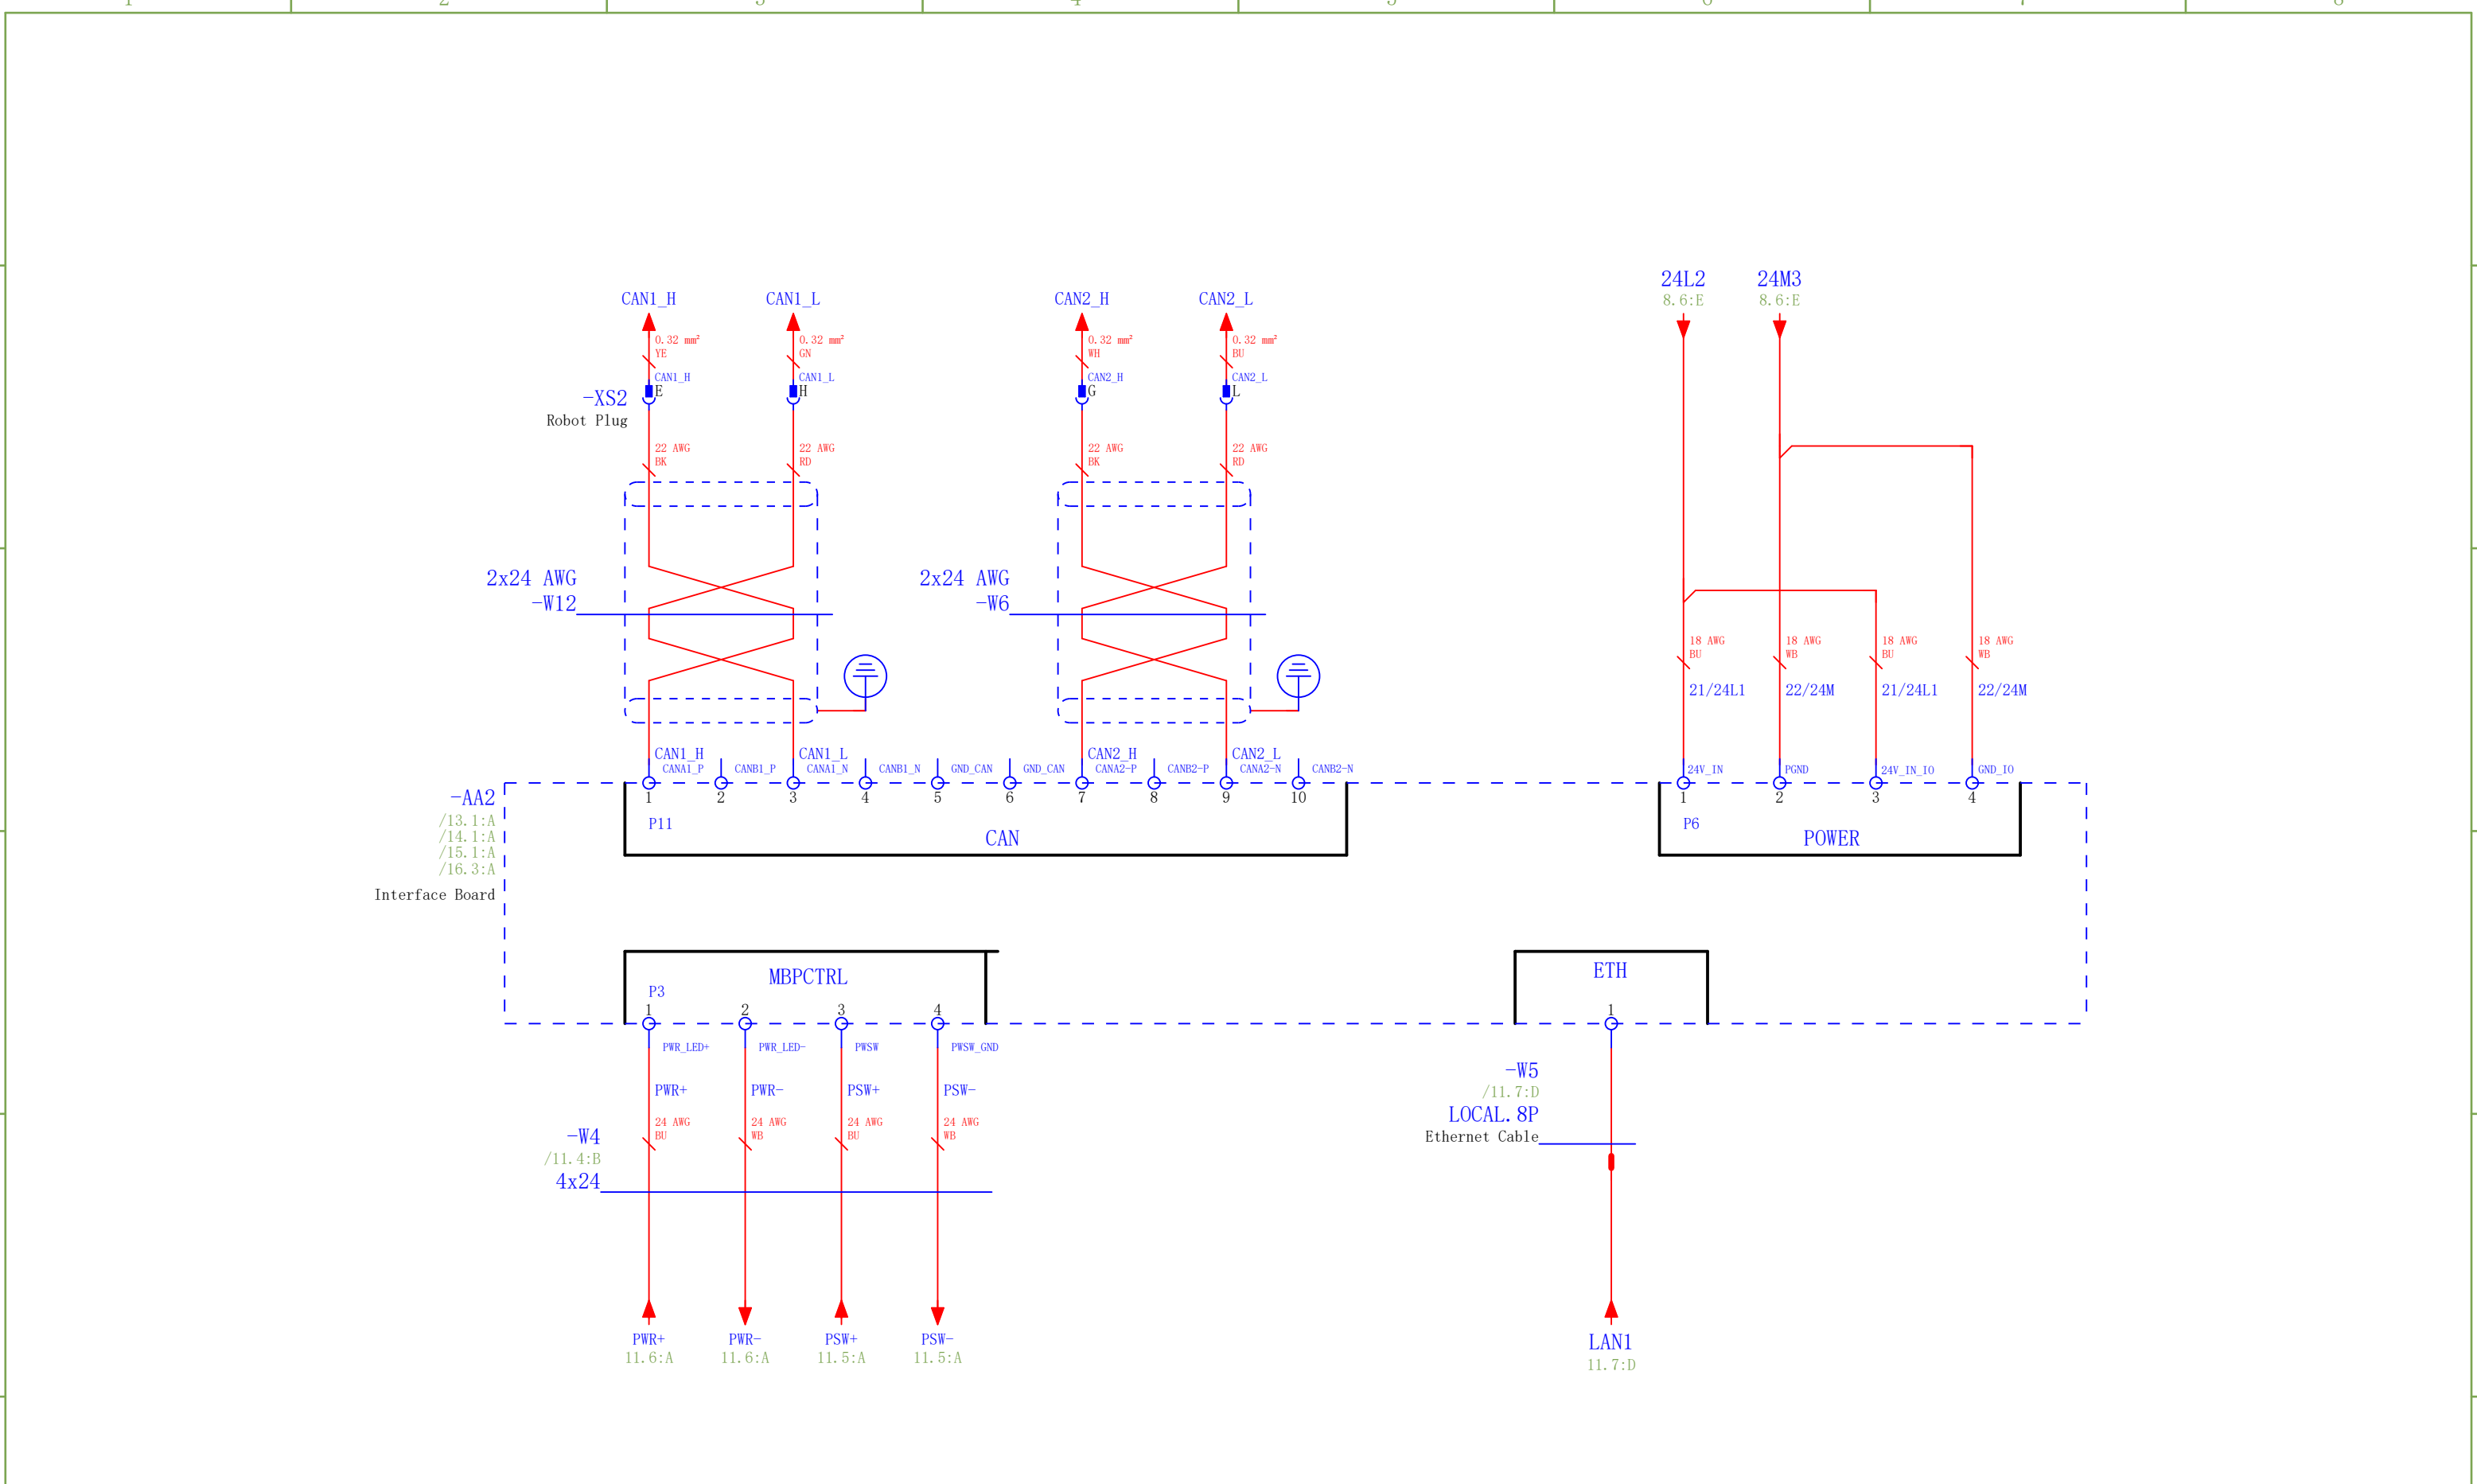 1 2 3 4 5 6 7 8
24L2 24M3
8.6:E 8.6:E
CAN1_H CAN1_L CAN2_H CAN2_L
0.32 mm² 0.32 mm² 0.32 mm² 0.32 mm²
YE GN WH BU
CAN1_H CAN1_L CAN2_H CAN2_L
E H G L
-XS2
Robot Plug
22 AWG 22 AWG 22 AWG 22 AWG
BK RD BK RD
2x24 AWG 2x24 AWG
-W12 -W6
18 AWG 18 AWG 18 AWG 18 AWG
BU WB BU WB
21/24L1 22/24M 21/24L1 22/24M
CAN1_H CAN1_L CAN2_H CAN2_L
CANA1_P CANB1_P CANA1_N CANB1_N GND_CAN GND_CAN CANA2-P CANB2-P CANA2-N CANB2-N 24V_IN PGND 24V_IN_IO GND_IO
1 2 3 4 5 6 7 8 9 10 1 2 3 4
-AA2
/13.1:A
/14.1:A
/15.1:A
/16.3:A
Interface Board
P11 P6
CAN POWER
MBPCTRL ETH
P3
1 2 3 4 1
PWR_LED+ PWR_LED- PWSW PWSW_GND
PWR+ PWR- PSW+ PSW-
24 AWG 24 AWG 24 AWG 24 AWG
BU WB BU WB
-W4
/11.4:B
4x24
-W5
/11.7:D
LOCAL.8P
Ethernet Cable
PWR+ PWR- PSW+ PSW- LAN1
11.6:A 11.6:A 11.5:A 11.5:A 11.7:D